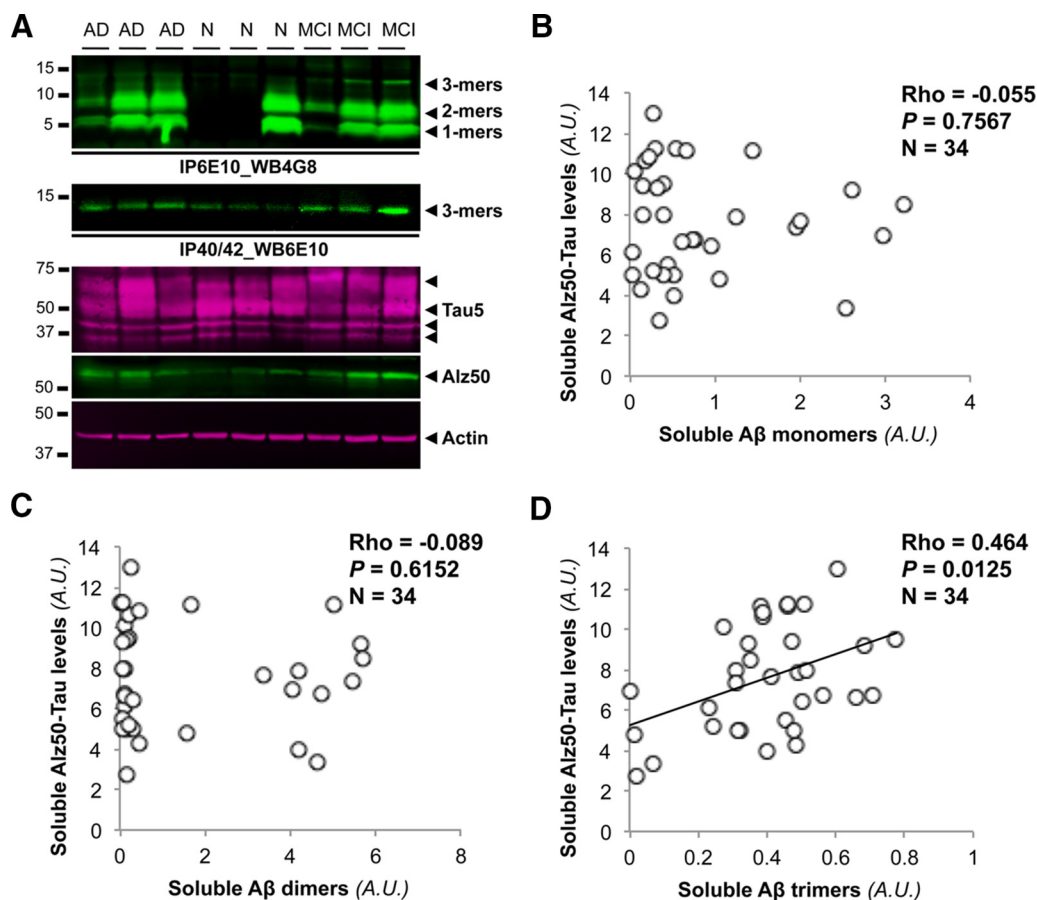 A
AD AD AD N N N MCI MCI MCI
15
10
5
3-mers
2-mers
1-mers
IP6E10_WB4G8
15
3-mers
IP40/42_WB6E10
75
50
37
Tau5
50
Alz50
50
37
Actin
B
Rho = -0.055
P = 0.7567
N = 34
Soluble Alz50-Tau levels (A.U.)
14
12
10
8
6
4
2
0
0 1 2 3 4
Soluble Aβ monomers (A.U.)
C
Rho = -0.089
P = 0.6152
N = 34
Soluble Alz50-Tau levels (A.U.)
14
12
10
8
6
4
2
0
0 2 4 6 8
Soluble Aβ dimers (A.U.)
D
Rho = 0.464
P = 0.0125
N = 34
Soluble Alz50-Tau levels (A.U.)
14
12
10
8
6
4
2
0
0 0.2 0.4 0.6 0.8 1
Soluble Aβ trimers (A.U.)